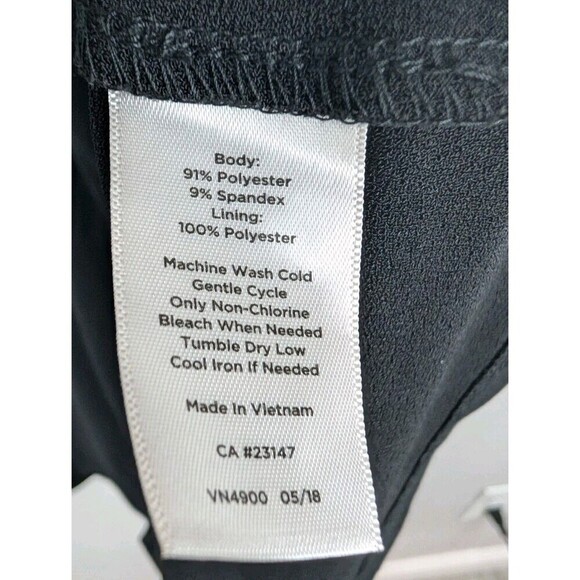 Body:
91% Polyester
9% Spandex
Lining:
100% Polyester
Machine Wash Cold
Gentle Cycle
Only Non-Chlorine
Bleach When Needed
Tumble Dry Low
Cool Iron If Needed
Made In Vietnam
CA #23147
VN4900 05/18